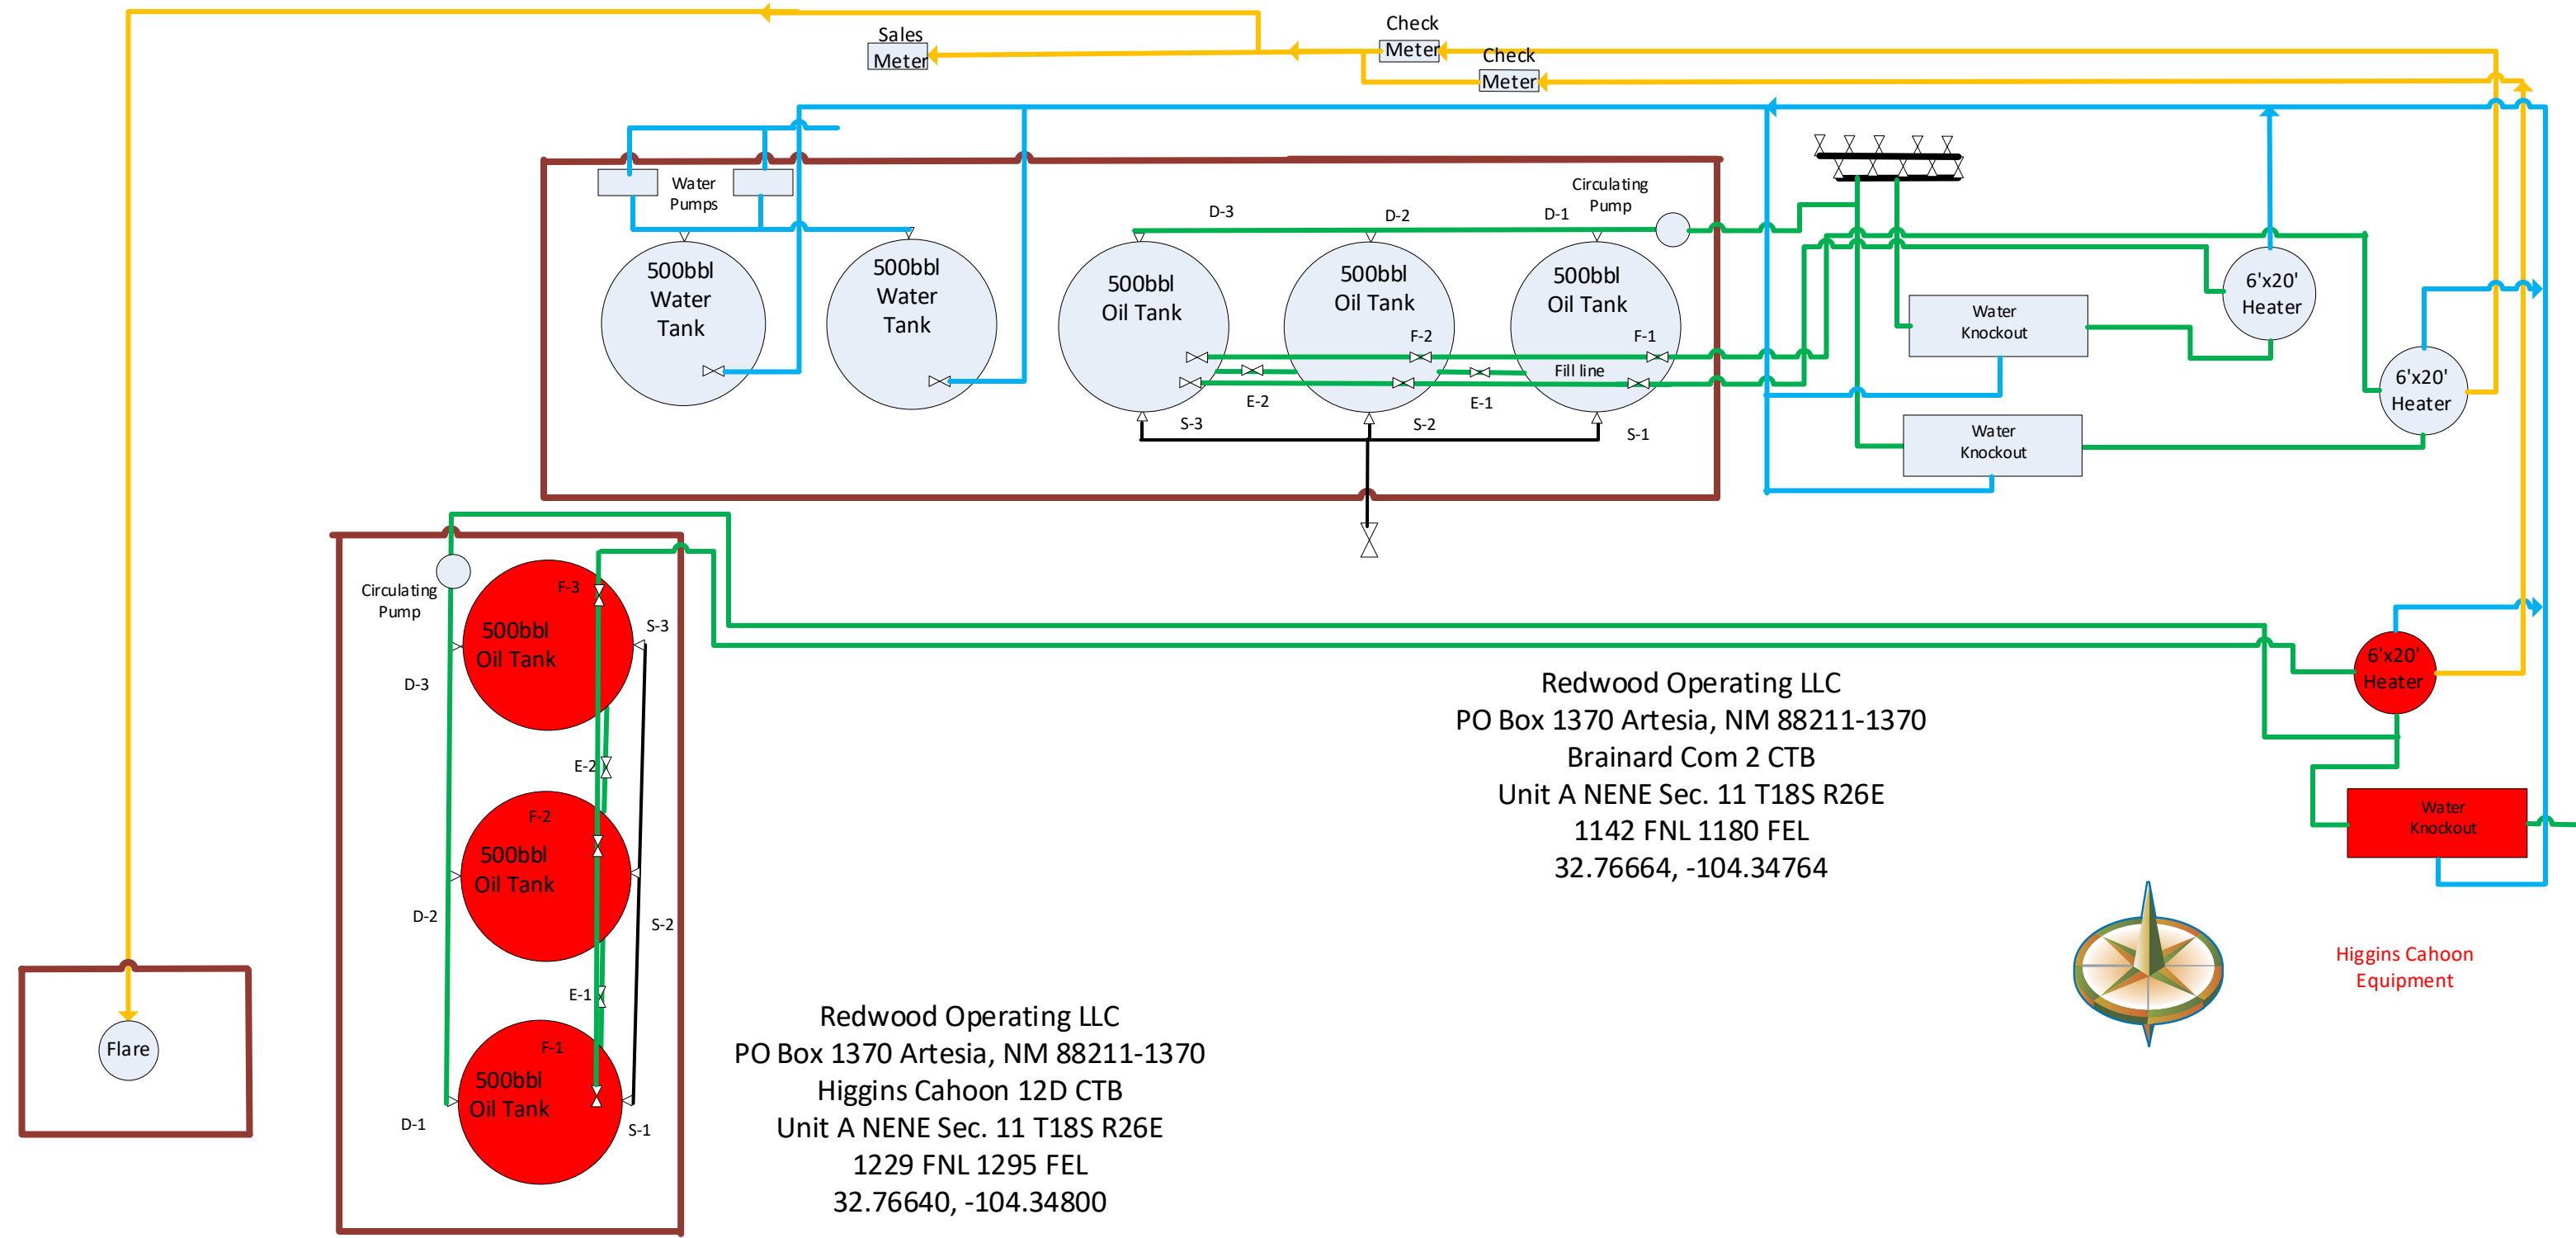 Sales
Meter
Check
Meter
Check
Meter
Water
Pumps
500bbl
Water
Tank
500bbl
Water
Tank
D-3
D-2
D-1
Circulating
Pump
500bbl
Oil Tank
500bbl
Oil Tank
500bbl
Oil Tank
F-2
F-1
Fill line
E-2
E-1
S-3
S-2
S-1
Water
Knockout
Water
Knockout
6'x20'
Heater
6'x20'
Heater
Circulating
Pump
F-3
500bbl
Oil Tank
S-3
D-3
E-2
F-2
500bbl
Oil Tank
D-2
S-2
E-1
F-1
500bbl
Oil Tank
D-1
S-1
Flare
6'x20'
Heater
Water
Knockout
Redwood Operating LLC
PO Box 1370 Artesia, NM 88211-1370
Brainard Com 2 CTB
Unit A NENE Sec. 11 T18S R26E
1142 FNL 1180 FEL
32.76664, -104.34764
Higgins Cahoon
Equipment
Redwood Operating LLC
PO Box 1370 Artesia, NM 88211-1370
Higgins Cahoon 12D CTB
Unit A NENE Sec. 11 T18S R26E
1229 FNL 1295 FEL
32.76640, -104.34800